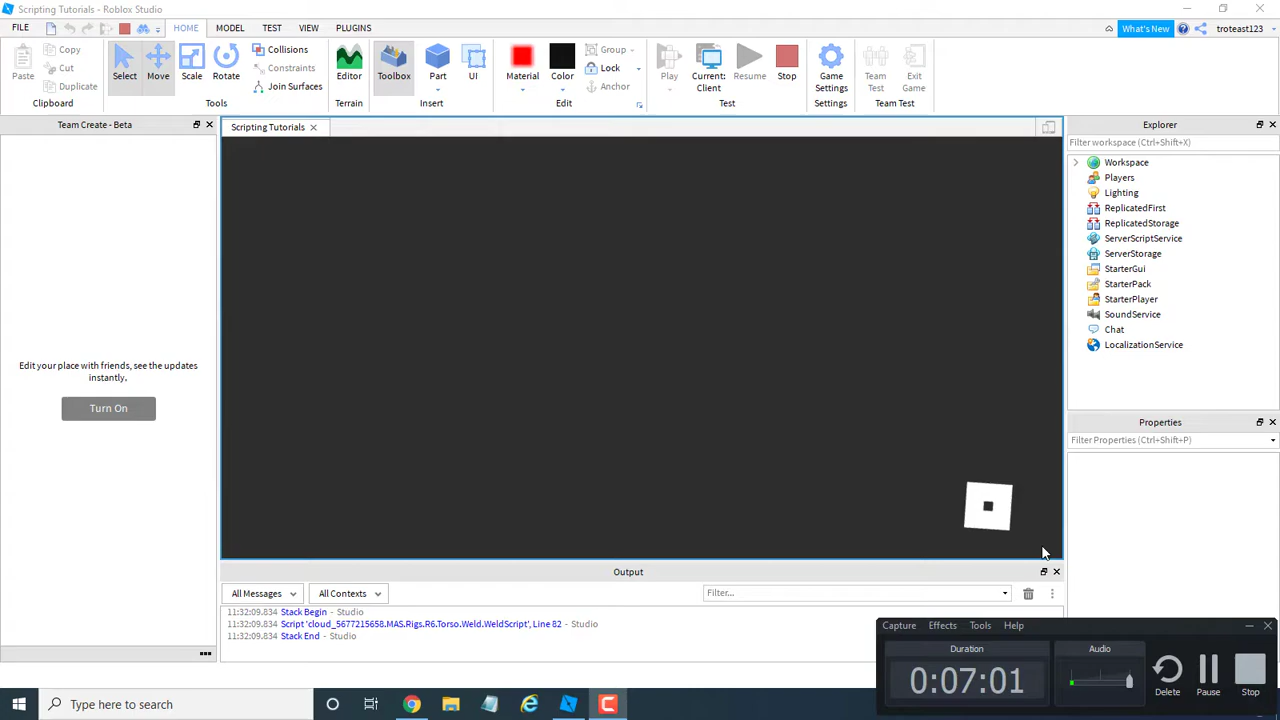 Scripting Tutorials - Roblox Studio
FILE HOME MODEL TEST VIEW PLUGINS What's New troteast123
Paste Copy Cut Duplicate
Select Move Scale Rotate Collisions Constraints Join Surfaces
Editor Toolbox Part UI
Material Color Group Lock Anchor
Play Current: Client Resume Stop
Game Settings Team Test Exit Game
Clipboard Tools Terrain Insert Edit Test Settings Team Test
Team Create - Beta
Edit your place with friends, see the updates
instantly.
Turn On
Scripting Tutorials
Explorer
Filter workspace (Ctrl+Shift+X)
Workspace
Players
Lighting
ReplicatedFirst
ReplicatedStorage
ServerScriptService
ServerStorage
StarterGui
StarterPack
StarterPlayer
SoundService
Chat
LocalizationService
Properties
Filter Properties (Ctrl+Shift+P)
Output
All Messages All Contexts Filter...
11:32:09.834 Stack Begin - Studio
11:32:09.834 Script 'cloud_5677215658.MAS.Rigs.R6.Torso.Weld.WeldScript', Line 82 - Studio
11:32:09.834 Stack End - Studio
Capture Effects Tools Help
Duration Audio
0:07:01
Delete Pause Stop
Type here to search